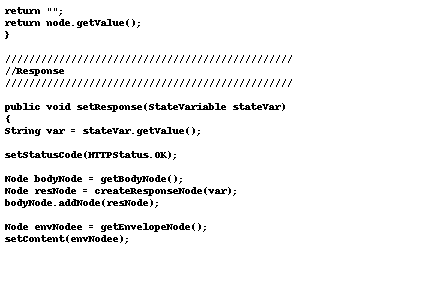 return "";
return node.getValue();
}
////////////////////////////////////////////////
//Response
////////////////////////////////////////////////
public void setResponse(StateVariable stateVar)
{
String var = stateVar.getValue();
setStatusCode(HTTPStatus.OK);
Node bodyNode = getBodyNode();
Node resNode = createResponseNode(var);
bodyNode.addNode(resNode);
Node envNodee = getEnvelopeNode();
setContent(envNodee);